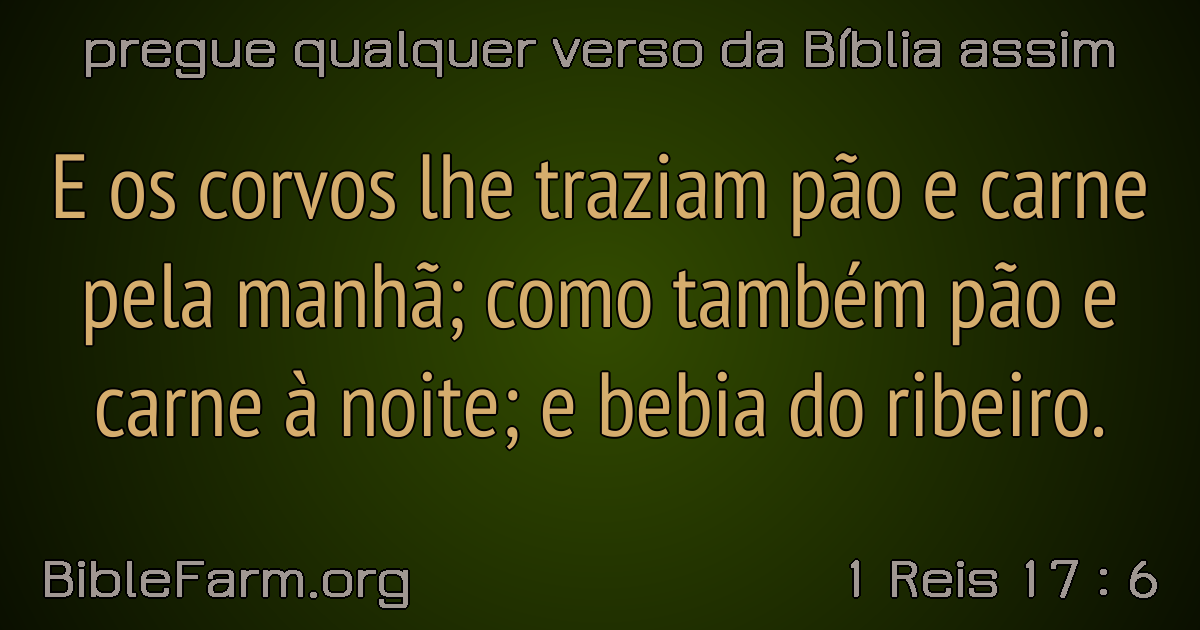 pregue qualquer verso da Bíblia assim
E os corvos lhe traziam pão e carne
pela manhã; como também pão e
carne à noite; e bebia do ribeiro.
BibleFarm.org
1 Reis 17 : 6